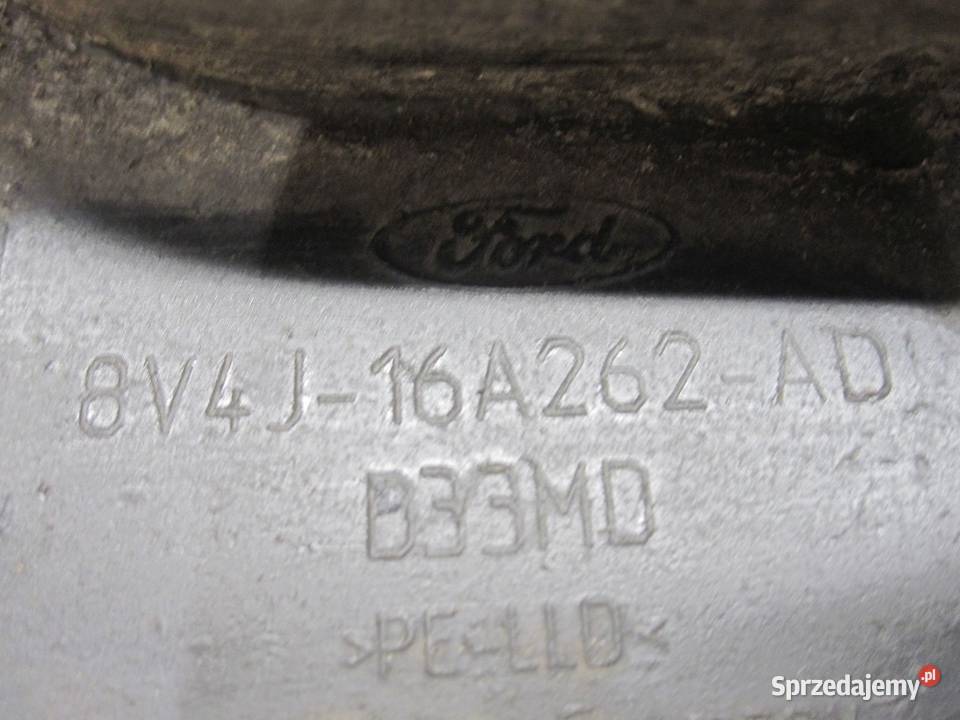 Ford
8V4J-16A262-AD
B33MD
>PE-LLD<
Sprzedajemy.pl